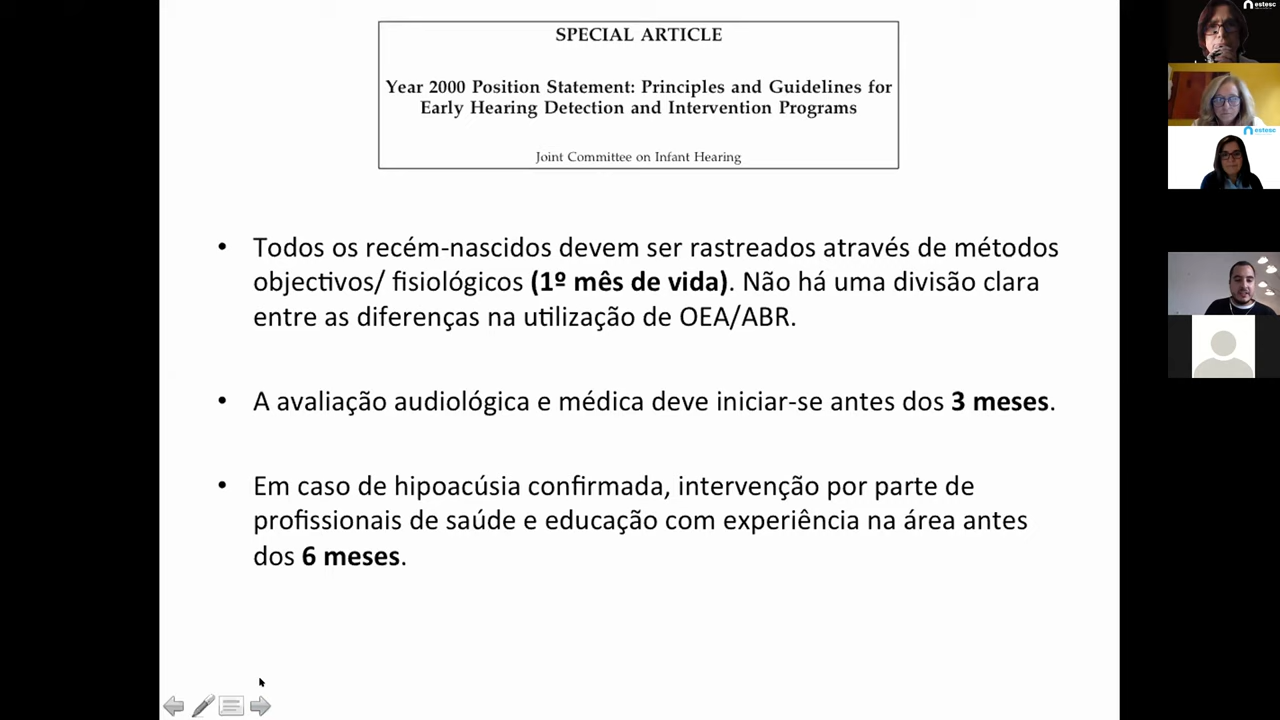 SPECIAL ARTICLE
Year 2000 Position Statement: Principles and Guidelines for
Early Hearing Detection and Intervention Programs
Joint Committee on Infant Hearing
• Todos os recém-nascidos devem ser rastreados através de métodos
objectivos/ fisiológicos (1º mês de vida). Não há uma divisão clara
entre as diferenças na utilização de OEA/ABR.
• A avaliação audiológica e médica deve iniciar-se antes dos 3 meses.
• Em caso de hipoacúsia confirmada, intervenção por parte de
profissionais de saúde e educação com experiência na área antes
dos 6 meses.
estesc
estesc